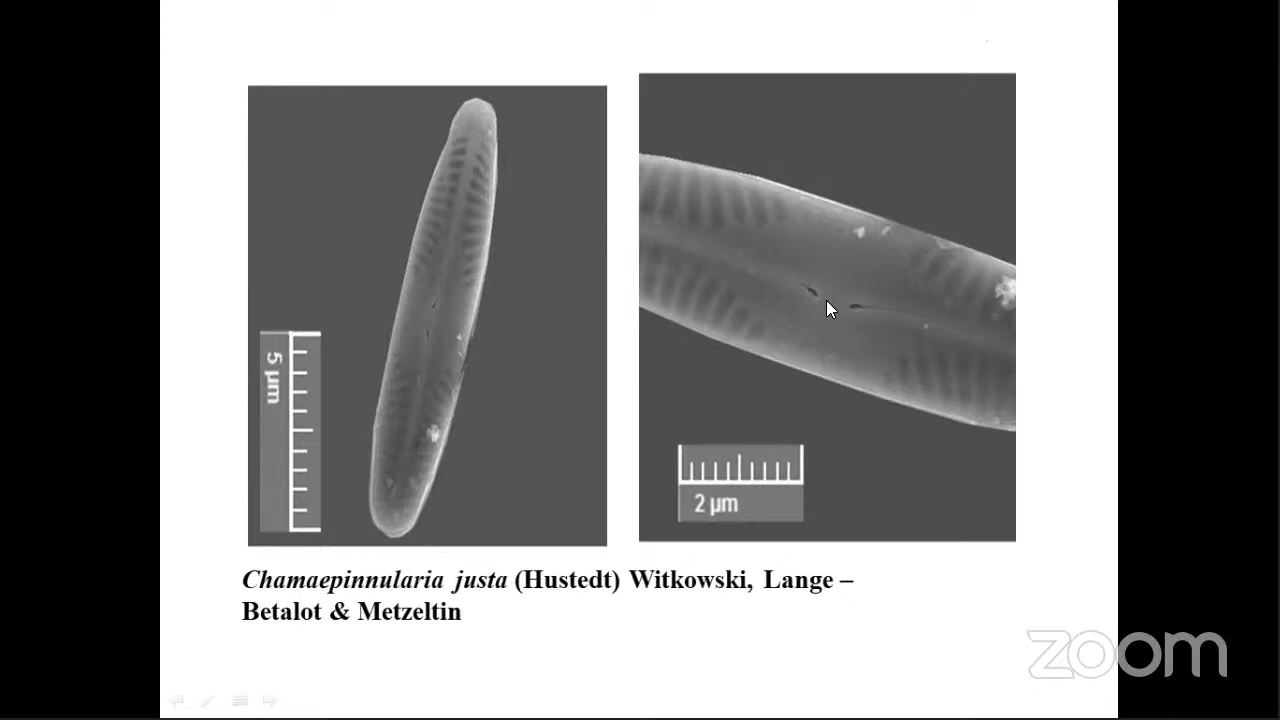 5 µm
2 µm
Chamaepinnularia justa (Hustedt) Witkowski, Lange –
Betalot & Metzeltin
zoom